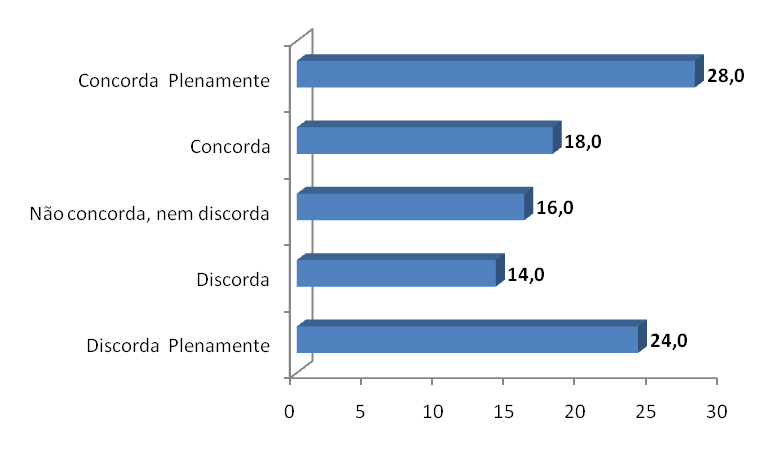 Concorda Plenamente
28,0
Concorda
18,0
Não concorda, nem discorda
16,0
Discorda
14,0
Discorda Plenamente
24,0
0 5 10 15 20 25 30